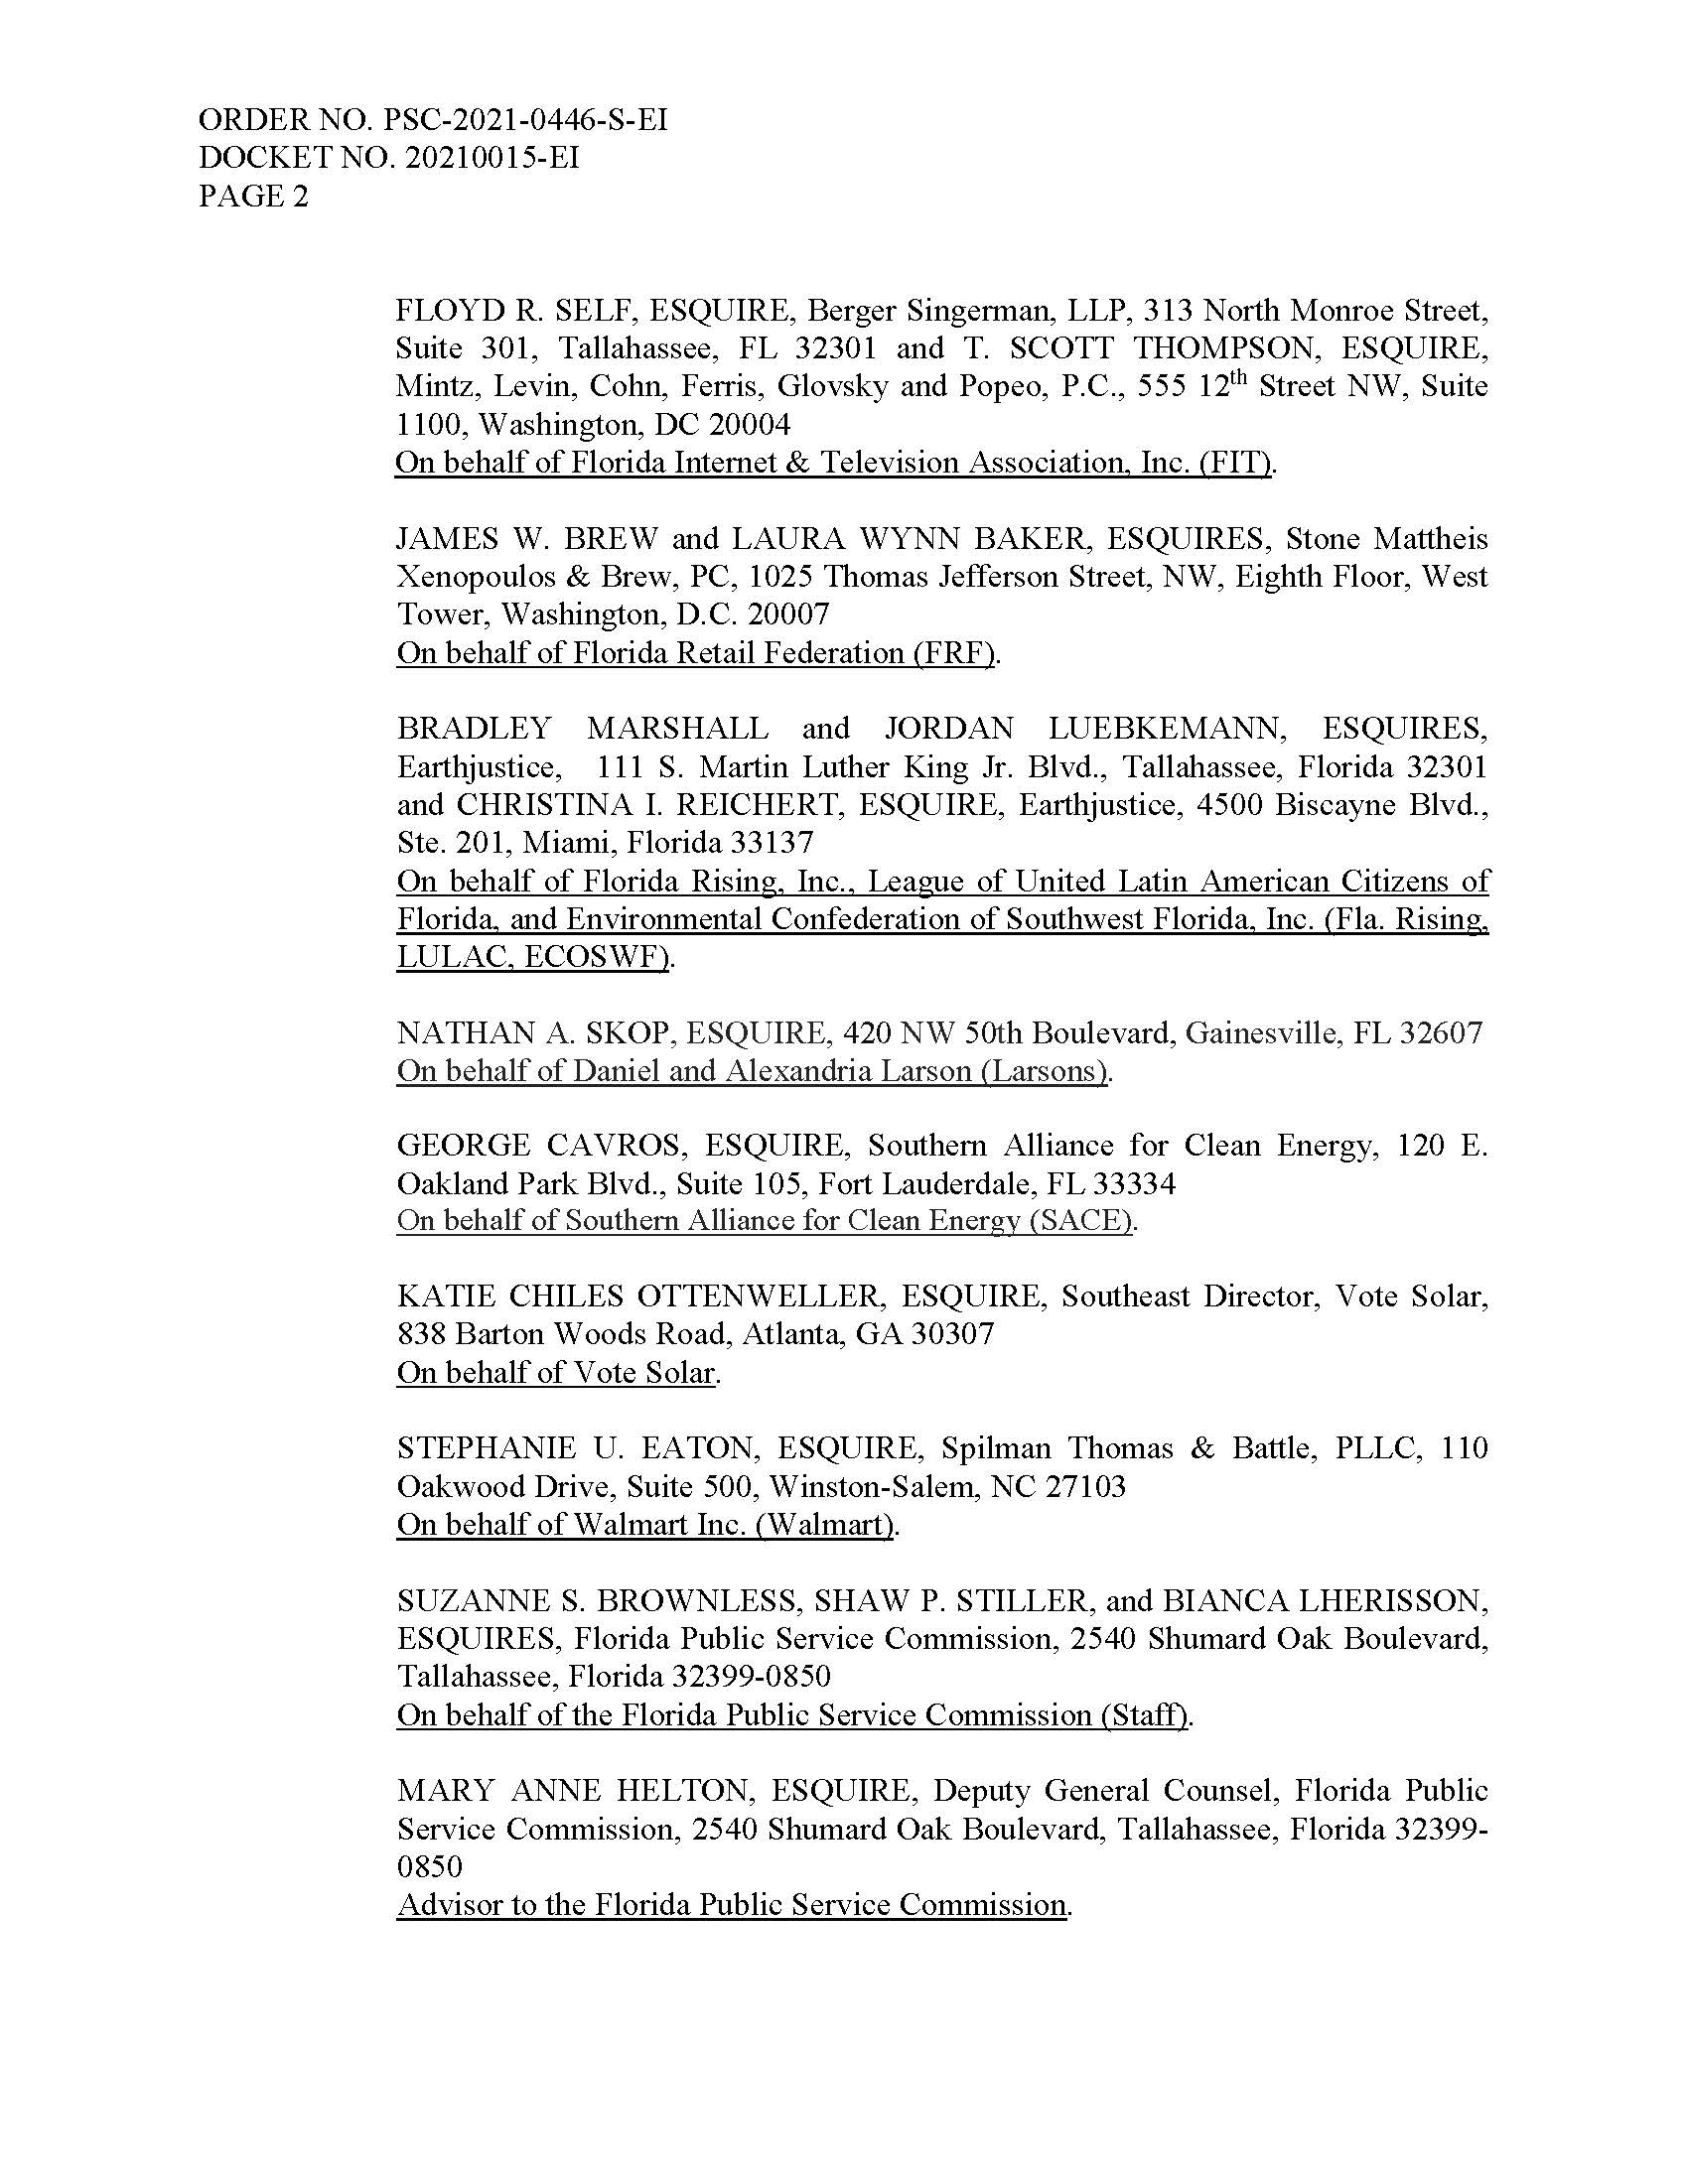 ORDER NO. PSC-2021-0446-S-EI
DOCKET NO. 20210015-EI
PAGE 2
FLOYD R. SELF, ESQUIRE, Berger Singerman, LLP, 313 North Monroe Street,
Suite 301, Tallahassee, FL 32301 and T. SCOTT THOMPSON, ESQUIRE,
Mintz, Levin, Cohn, Ferris, Glovsky and Popeo, P.C., 555 12th Street NW, Suite
1100, Washington, DC 20004
On behalf of Florida Internet & Television Association, Inc. (FIT).
JAMES W. BREW and LAURA WYNN BAKER, ESQUIRES, Stone Mattheis
Xenopoulos & Brew, PC, 1025 Thomas Jefferson Street, NW, Eighth Floor, West
Tower, Washington, D.C. 20007
On behalf of Florida Retail Federation (FRF).
BRADLEY MARSHALL and JORDAN LUEBKEMANN, ESQUIRES,
Earthjustice, 111 S. Martin Luther King Jr. Blvd., Tallahassee, Florida 32301
and CHRISTINA I. REICHERT, ESQUIRE, Earthjustice, 4500 Biscayne Blvd.,
Ste. 201, Miami, Florida 33137
On behalf of Florida Rising, Inc., League of United Latin American Citizens of
Florida, and Environmental Confederation of Southwest Florida, Inc. (Fla. Rising,
LULAC, ECOSWF).
NATHAN A. SKOP, ESQUIRE, 420 NW 50th Boulevard, Gainesville, FL 32607
On behalf of Daniel and Alexandria Larson (Larsons).
GEORGE CAVROS, ESQUIRE, Southern Alliance for Clean Energy, 120 E.
Oakland Park Blvd., Suite 105, Fort Lauderdale, FL 33334
On behalf of Southern Alliance for Clean Energy (SACE).
KATIE CHILES OTTENWELLER, ESQUIRE, Southeast Director, Vote Solar,
838 Barton Woods Road, Atlanta, GA 30307
On behalf of Vote Solar.
STEPHANIE U. EATON, ESQUIRE, Spilman Thomas & Battle, PLLC, 110
Oakwood Drive, Suite 500, Winston-Salem, NC 27103
On behalf of Walmart Inc. (Walmart).
SUZANNE S. BROWNLESS, SHAW P. STILLER, and BIANCA LHERISSON,
ESQUIRES, Florida Public Service Commission, 2540 Shumard Oak Boulevard,
Tallahassee, Florida 32399-0850
On behalf of the Florida Public Service Commission (Staff).
MARY ANNE HELTON, ESQUIRE, Deputy General Counsel, Florida Public
Service Commission, 2540 Shumard Oak Boulevard, Tallahassee, Florida 32399-
0850
Advisor to the Florida Public Service Commission.